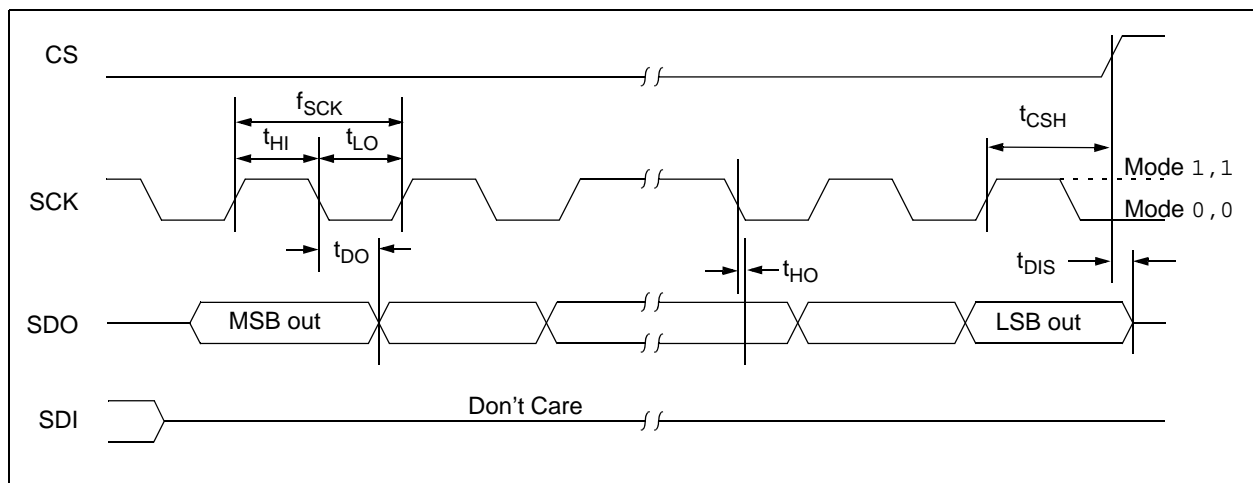 CS
fSCK
tHI
tLO
tCSH
Mode 1,1
SCK
Mode 0,0
tDO
tHO
tDIS
SDO
MSB out
LSB out
SDI
Don't Care